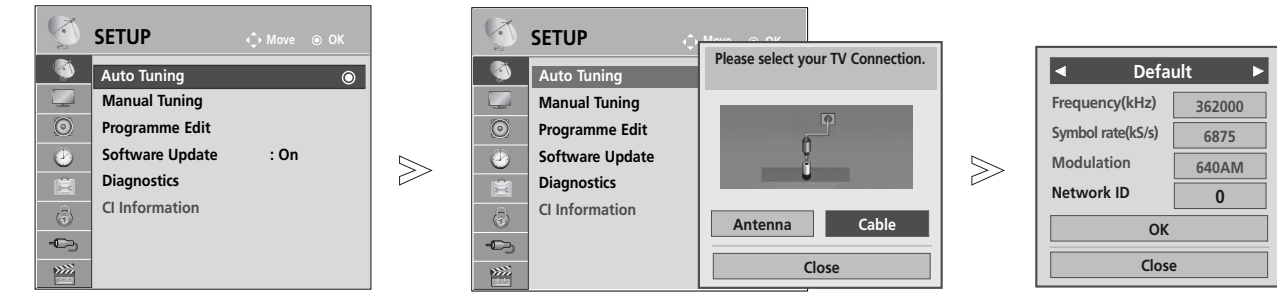 SETUP
Move OK
Auto Tuning
Manual Tuning
Programme Edit
Software Update : On
Diagnostics
CI Information
SETUP
Move OK
Auto Tuning
Manual Tuning
Programme Edit
Software Update
Diagnostics
CI Information
Please select your TV Connection.
Antenna Cable
Close
Default
Frequency(kHz) 362000
Symbol rate(kS/s) 6875
Modulation 640AM
Network ID 0
OK
Close